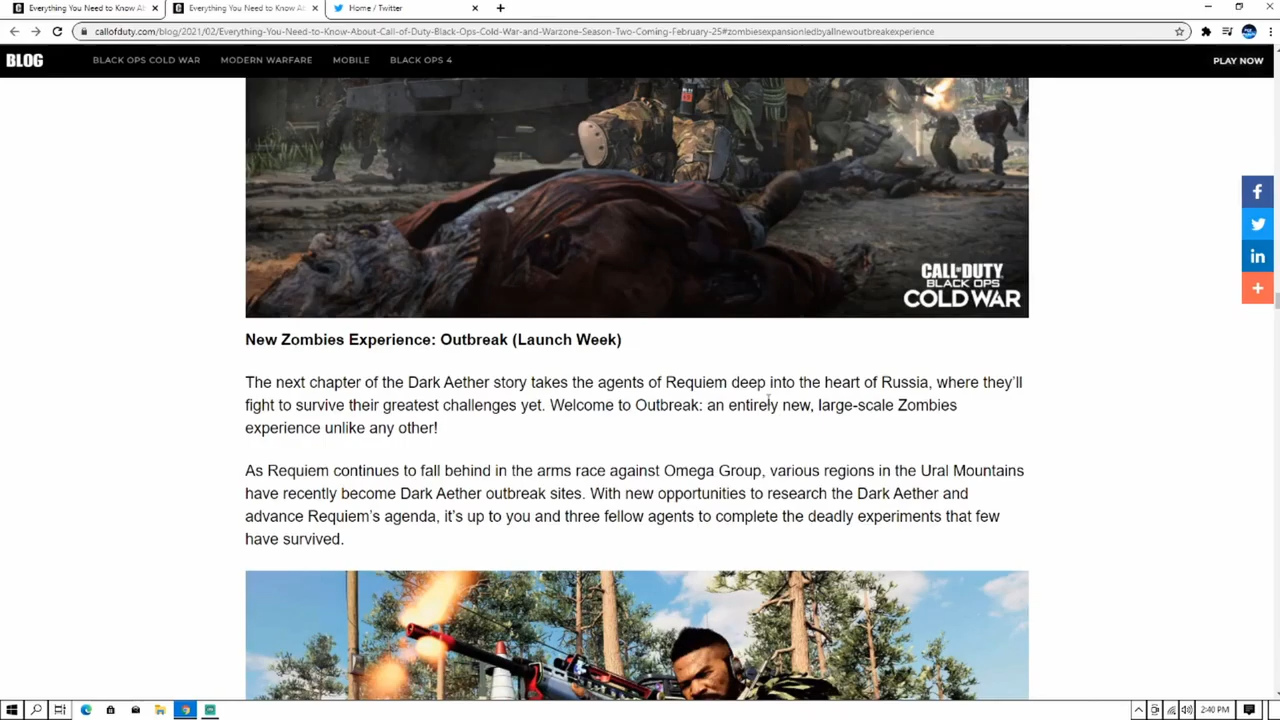 Everything You Need to Know Ab
Everything You Need to Know Ab
Home / Twitter
callofduty.com/blog/2021/02/Everything-You-Need-to-Know-About-Call-of-Duty-Black-Ops-Cold-War-and-Warzone-Season-Two-Coming-February-25#zombiesexpansionledbyallnewoutbreakexperience
BLOG
BLACK OPS COLD WAR
MODERN WARFARE
MOBILE
BLACK OPS 4
PLAY NOW
CALL OF DUTY
BLACK OPS
COLD WAR
New Zombies Experience: Outbreak (Launch Week)
The next chapter of the Dark Aether story takes the agents of Requiem deep into the heart of Russia, where they'll
fight to survive their greatest challenges yet. Welcome to Outbreak: an entirely new, large-scale Zombies
experience unlike any other!
As Requiem continues to fall behind in the arms race against Omega Group, various regions in the Ural Mountains
have recently become Dark Aether outbreak sites. With new opportunities to research the Dark Aether and
advance Requiem's agenda, it's up to you and three fellow agents to complete the deadly experiments that few
have survived.
2:40 PM